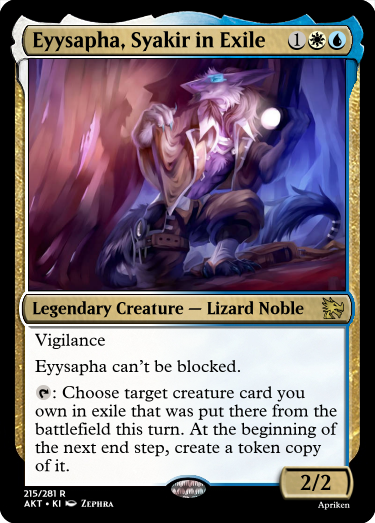 Eyysapha, Syakir in Exile 1
Legendary Creature — Lizard Noble
Vigilance
Eyysapha can't be blocked.
: Choose target creature card you
own in exile that was put there from the
battlefield this turn. At the beginning of
the next end step, create a token copy
of it.
2/2
215/281 R
AKT • KI ZEPHRA
Apriken